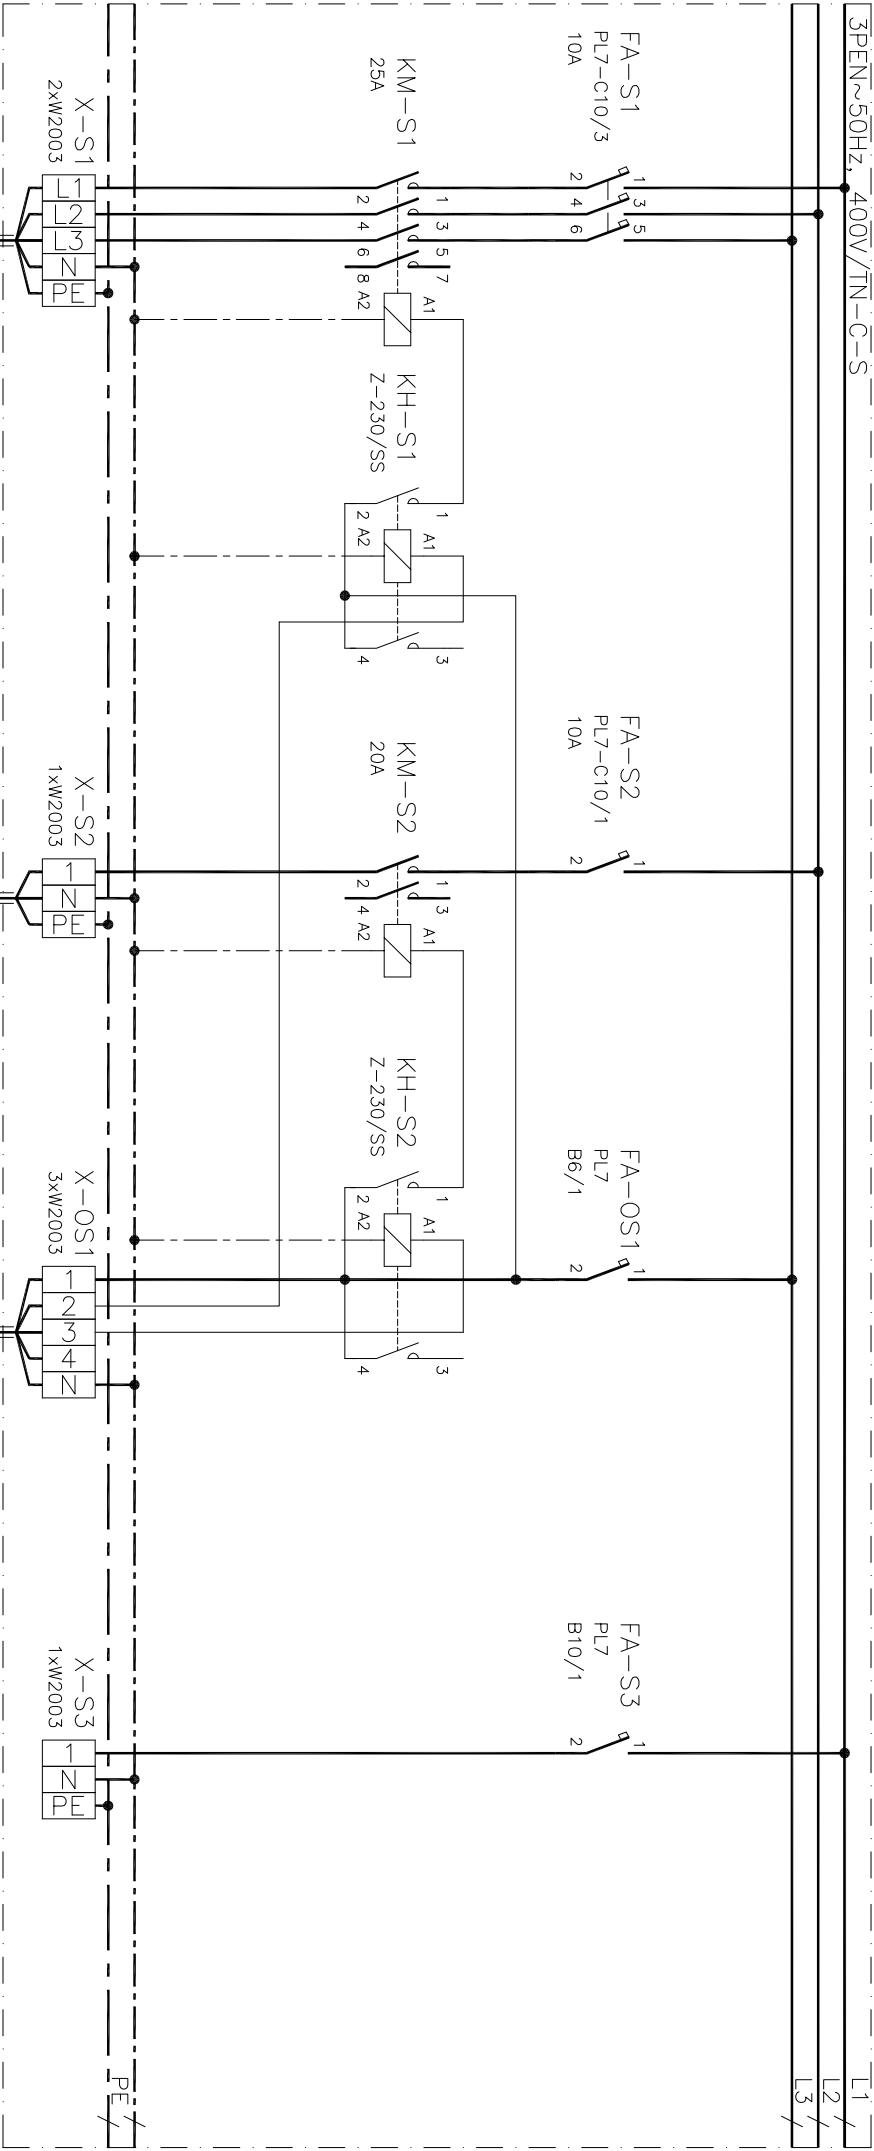 3PEN~50Hz, 400V/TN-C-S
L1
L2
L3
FA-S1
PL7-C10/3
10A
1 3 5
2 4 6
KM-S1
25A
1 3 5 7
2 4 6 8
A1
A2
KH-S1
Z-230/SS
1
2
A1
A2
3
4
FA-S2
PL7-C10/1
10A
1
2
KM-S2
20A
1 3
2 4
A1
A2
KH-S2
Z-230/SS
1
2
A1
A2
3
4
FA-OS1
PL7
B6/1
1
2
FA-S3
PL7
B10/1
1
2
PE
X-S1
2xW2003
L1 L2 L3 N PE
X-S2
1xW2003
1 N PE
X-OS1
3xW2003
1 2 3 4 N
X-S3
1xW2003
1 N PE